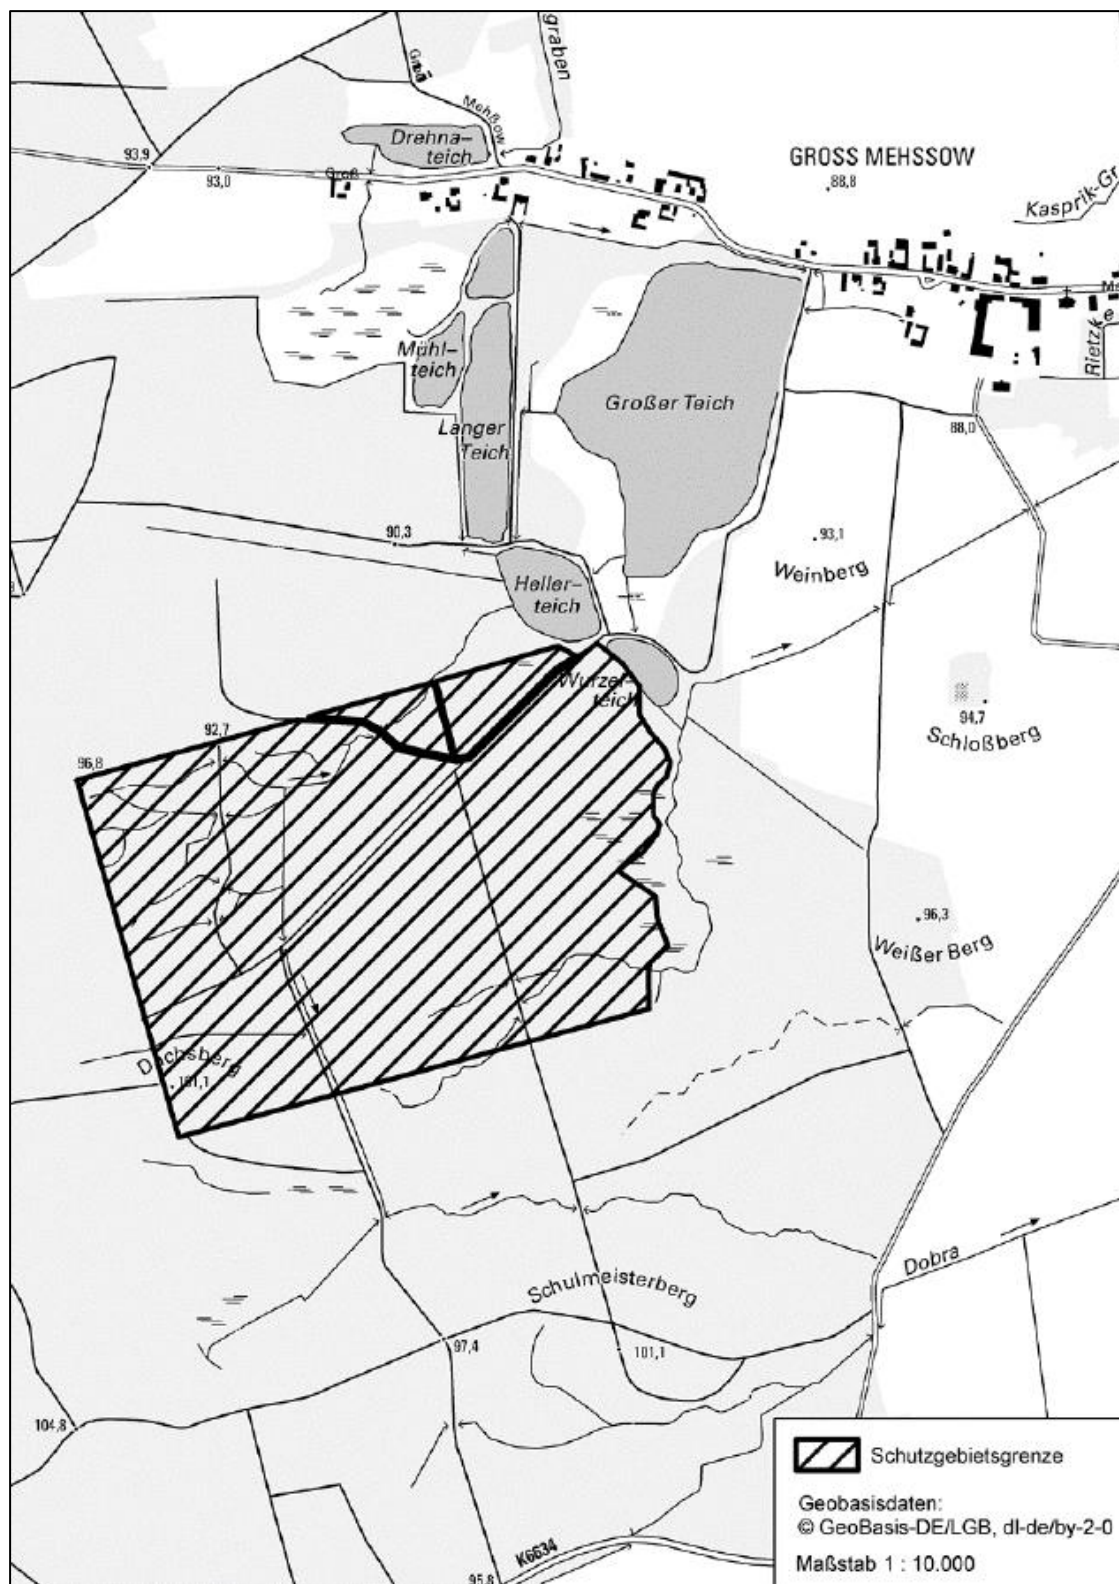 graben
Mehßow
Drehna-
teich
GROSS MEHSSOW
93,9
93,0
Groß
88,8
Kasprik-Gr
Mühl-
teich
Großer Teich
Rietzke
Langer
Teich
88,0
90,3
93,1
Weinberg
Heller-
teich
Wurzel-
teich
92,7
94,7
Schloßberg
96,8
96,3
Weißer Berg
Dachsberg
101,1
Dobra
Schulmeisterberg
97,4
101,1
104,8
Schutzgebietsgrenze
Geobasisdaten:
© GeoBasis-DE/LGB, dl-de/by-2-0
K6634
Maßstab 1 : 10.000
95,8